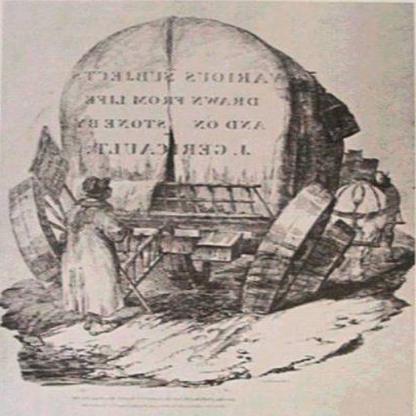 VARIOUS SUBJECTS
DRAWN FROM LIFE
AND ON STONE BY
J. GERICAULT.